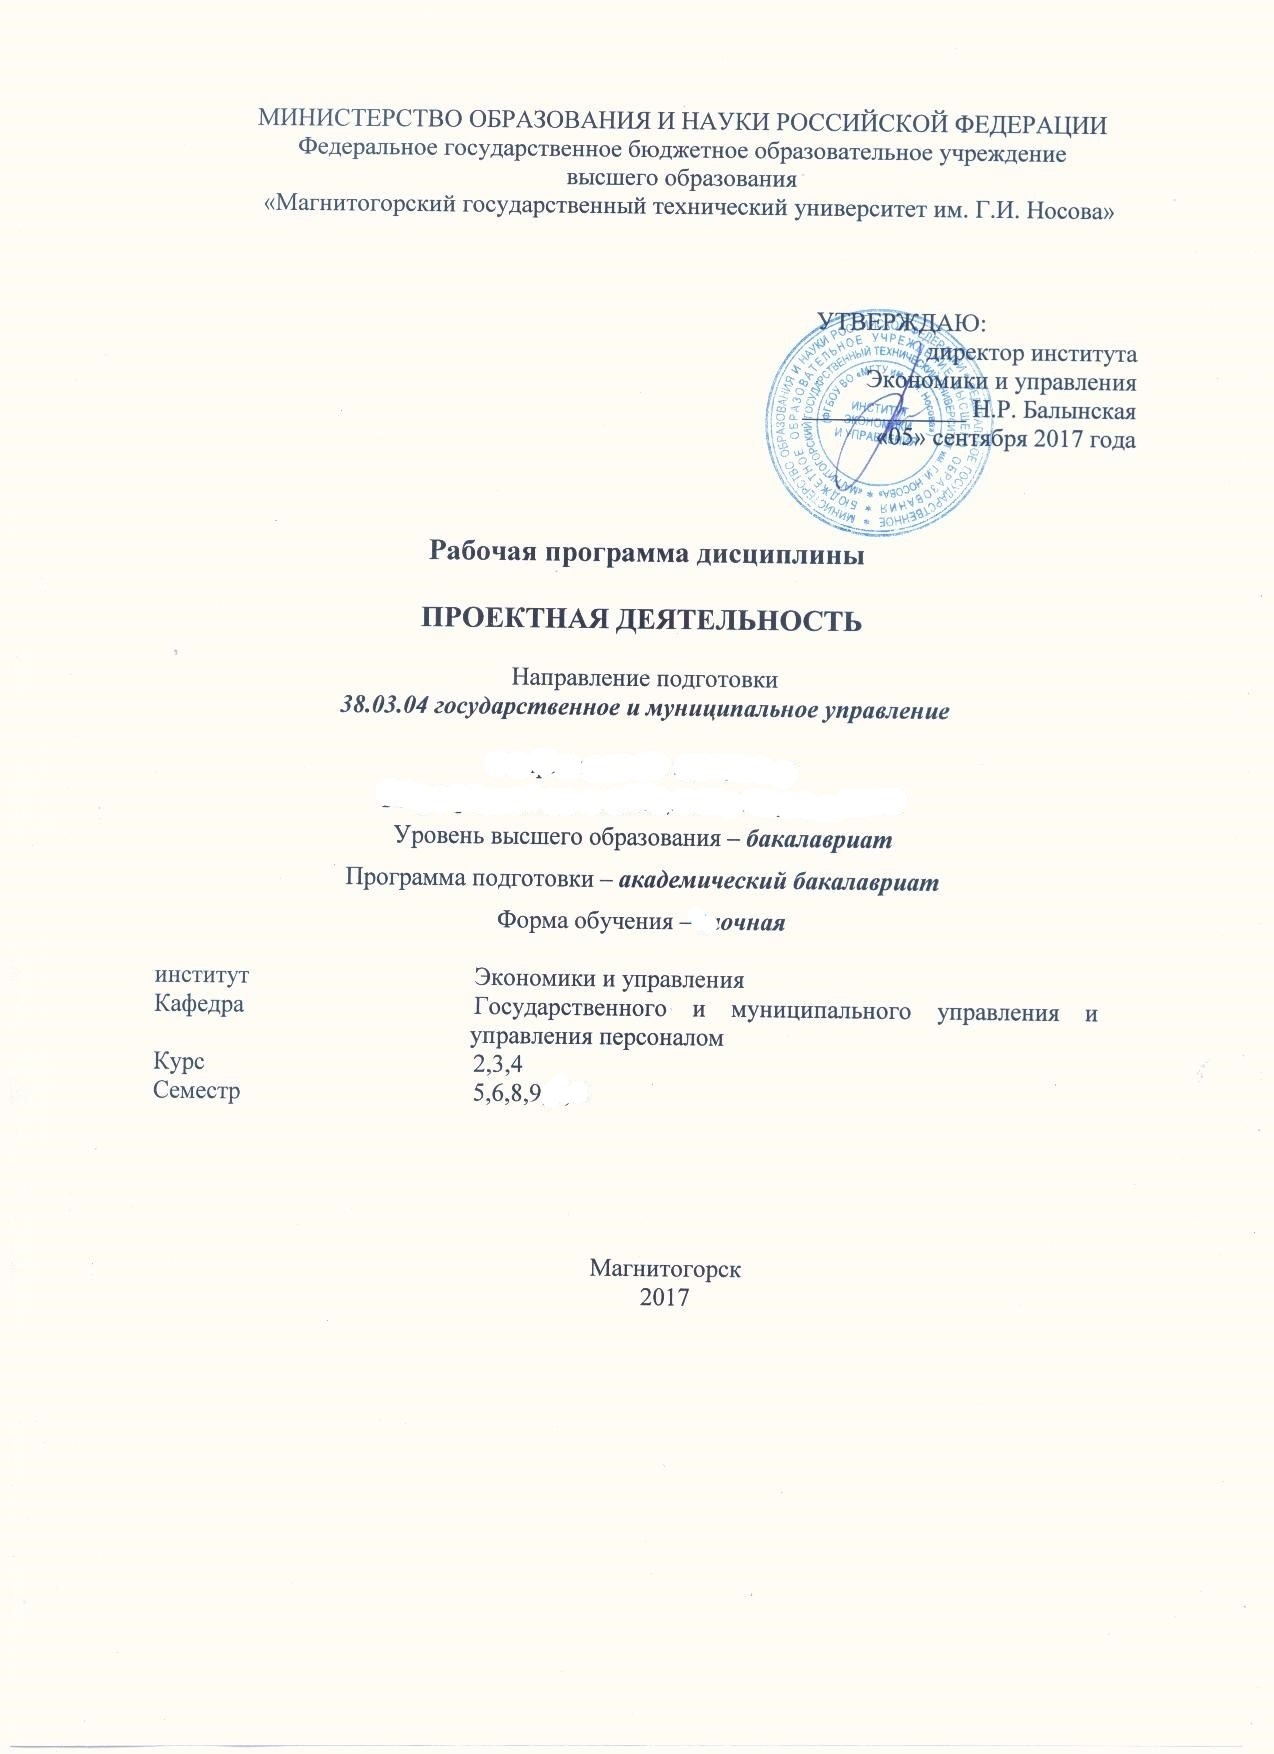 МИНИСТЕРСТВО ОБРАЗОВАНИЯ И НАУКИ РОССИЙСКОЙ ФЕДЕРАЦИИ
Федеральное государственное бюджетное образовательное учреждение
высшего образования
«Магнитогорский государственный технический университет им. Г.И. Носова»
УТВЕРЖДАЮ:
директор института
Экономики и управления
Н.Р. Балынская
«05» сентября 2017 года
ИНСТИТУТ
ЭКОНОМИКИ
И УПРАВЛЕНИЯ
Рабочая программа дисциплины
ПРОЕКТНАЯ ДЕЯТЕЛЬНОСТЬ
Направление подготовки
38.03.04 государственное и муниципальное управление
Уровень высшего образования – бакалавриат
Программа подготовки – академический бакалавриат
Форма обучения –
институт Экономики и управления
Кафедра Государственного и муниципального управления и
управления персоналом
Курс 2,3,4
Семестр 5,6,8,9
Магнитогорск
2017